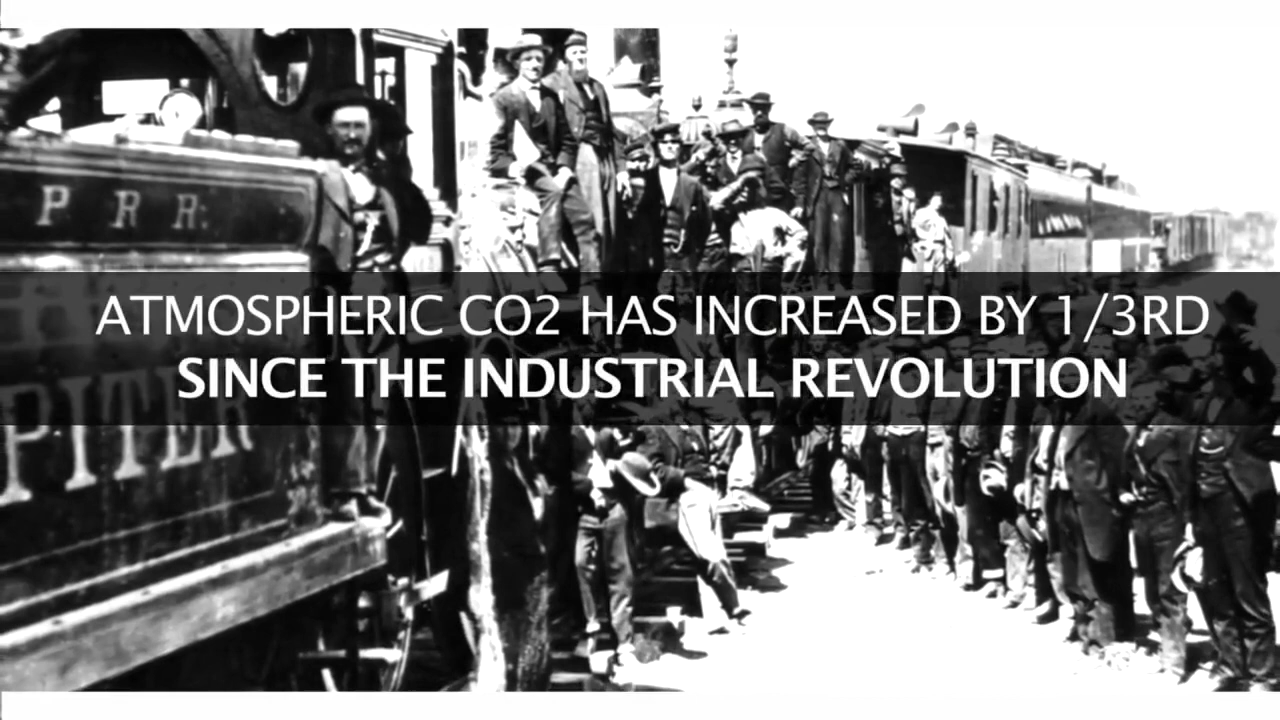 P R R.
ATMOSPHERIC CO2 HAS INCREASED BY 1/3RD
SINCE THE INDUSTRIAL REVOLUTION
PITER